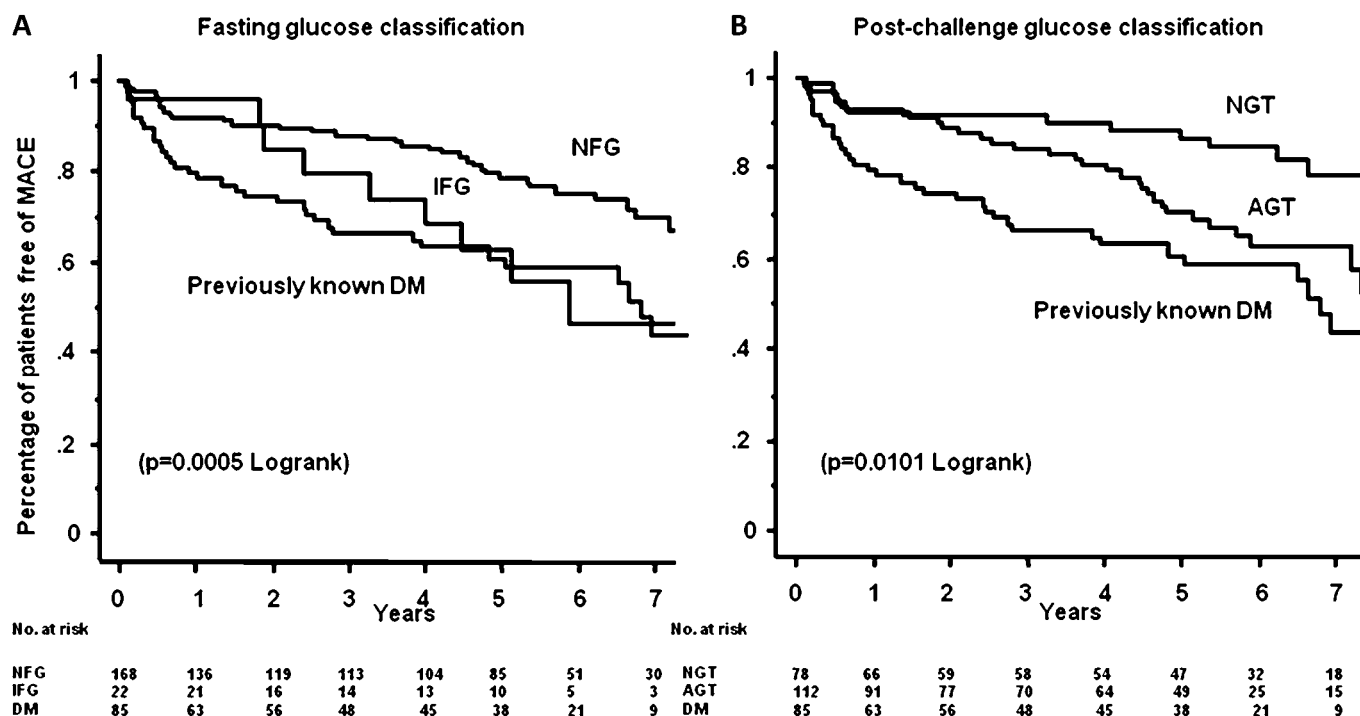 A Fasting glucose classification
B Post-challenge glucose classification
Percentage of patients free of MACE
1
.8
.6
.4
.2
0
NFG
IFG
Previously known DM
(p=0.0005 Logrank)
0 1 2 3 4 5 6 7
Years
1
.8
.6
.4
.2
0
NGT
AGT
Previously known DM
(p=0.0101 Logrank)
0 1 2 3 4 5 6 7
Years
No. at risk
NFG 168 136 119 113 104 85 51 30
IFG 22 21 16 14 13 10 5 3
DM 85 63 56 48 45 38 21 9
No. at risk
NGT 78 66 59 58 54 47 32 18
AGT 112 91 77 70 64 49 25 15
DM 85 63 56 48 45 38 21 9